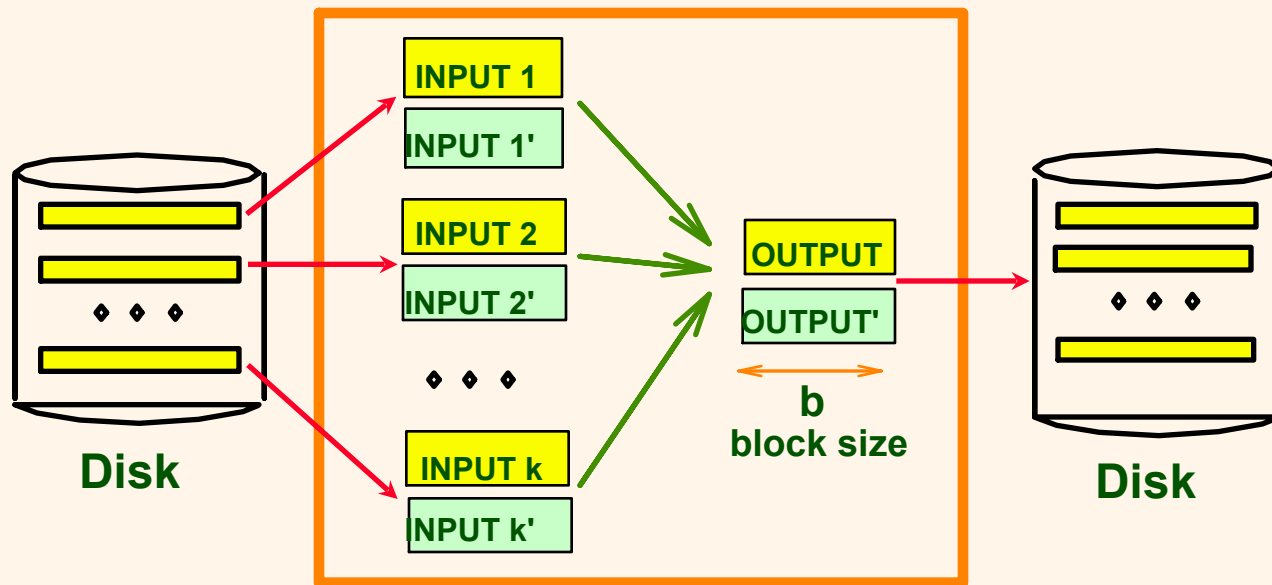 INPUT 1
INPUT 1'
INPUT 2
INPUT 2'
INPUT k
INPUT k'
OUTPUT
OUTPUT'
b
block size
Disk
Disk